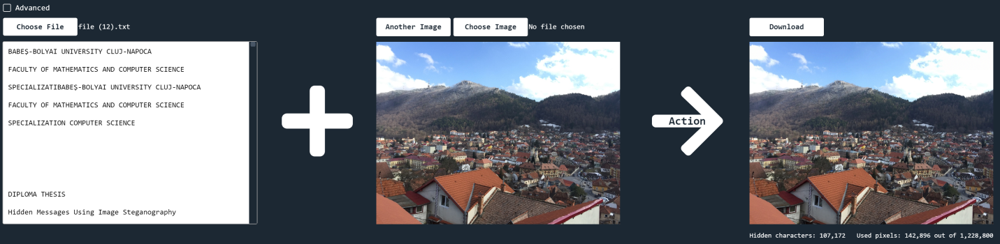 Advanced
Choose File file (12).txt
Another Image Choose Image No file chosen
Download
BABEȘ-BOLYAI UNIVERSITY CLUJ-NAPOCA
FACULTY OF MATHEMATICS AND COMPUTER SCIENCE
SPECIALIZATIBABEȘ-BOLYAI UNIVERSITY CLUJ-NAPOCA
FACULTY OF MATHEMATICS AND COMPUTER SCIENCE
SPECIALIZATION COMPUTER SCIENCE
DIPLOMA THESIS
Hidden Messages Using Image Steganography
Action
Hidden characters: 107,172 Used pixels: 142,896 out of 1,228,800